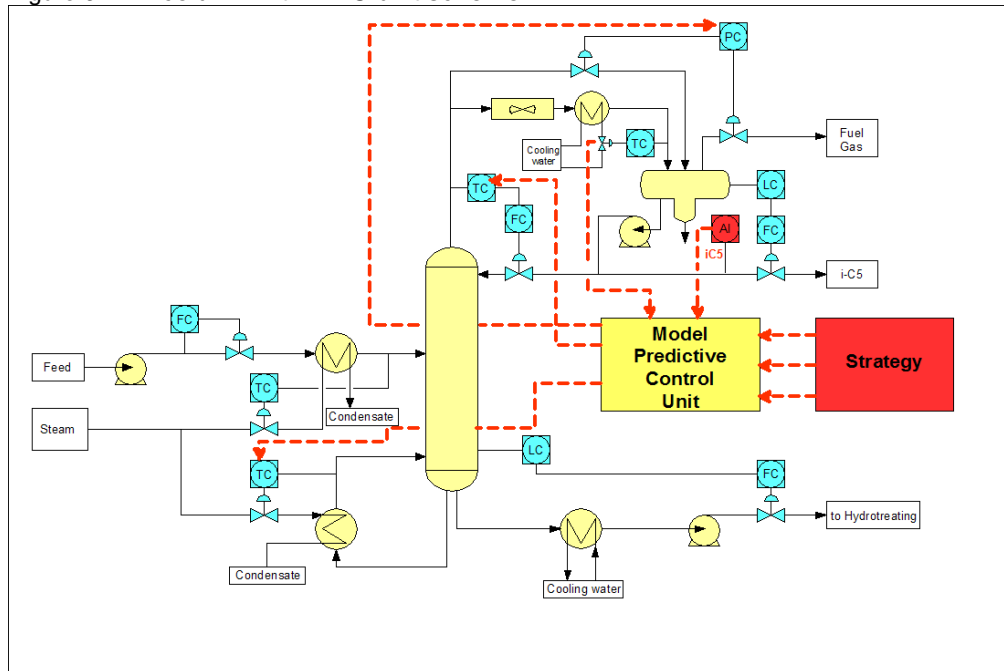 PC
Fuel
Gas
Cooling
water
TC
TC
LC
FC
FC
AI
iC5
i-C5
FC
Model
Predictive
Control
Unit
Strategy
Feed
TC
Condensate
Steam
TC
LC
FC
to Hydrotreating
Condensate
Cooling water